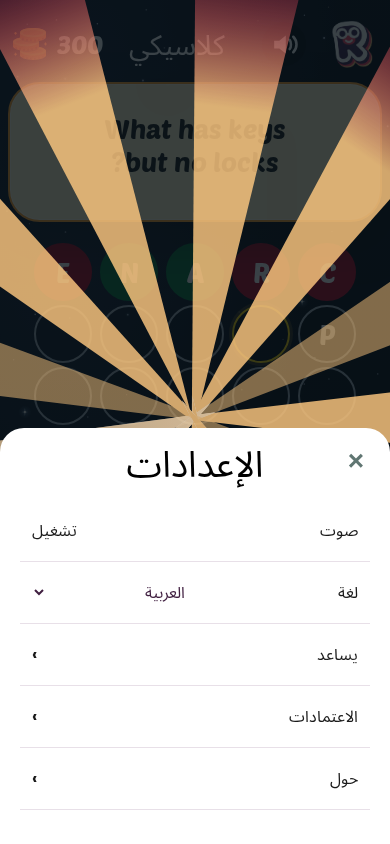 300
كلاسيكي
What has keys
?but no locks
E N A R C
P
الإعدادات
×
صوت تشغيل
لغة العربية
يساعد
الاعتمادات
حول